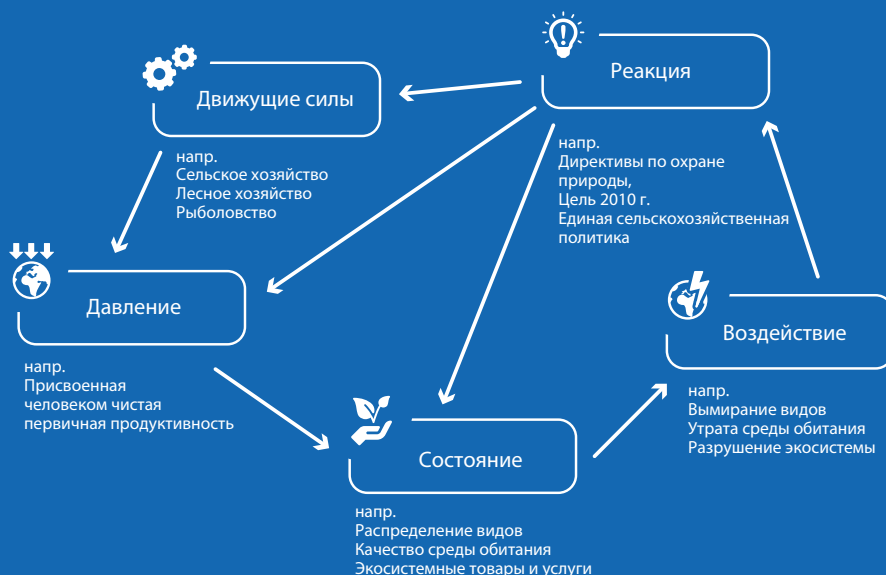 Реакция
напр.
Директивы по охране
природы,
Цель 2010 г.
Единая сельскохозяйственная
политика
Движущие силы
напр.
Сельское хозяйство
Лесное хозяйство
Рыболовство
Давление
напр.
Присвоенная
человеком чистая
первичная продуктивность
Состояние
напр.
Распределение видов
Качество среды обитания
Экосистемные товары и услуги
Воздействие
напр.
Вымирание видов
Утрата среды обитания
Разрушение экосистемы